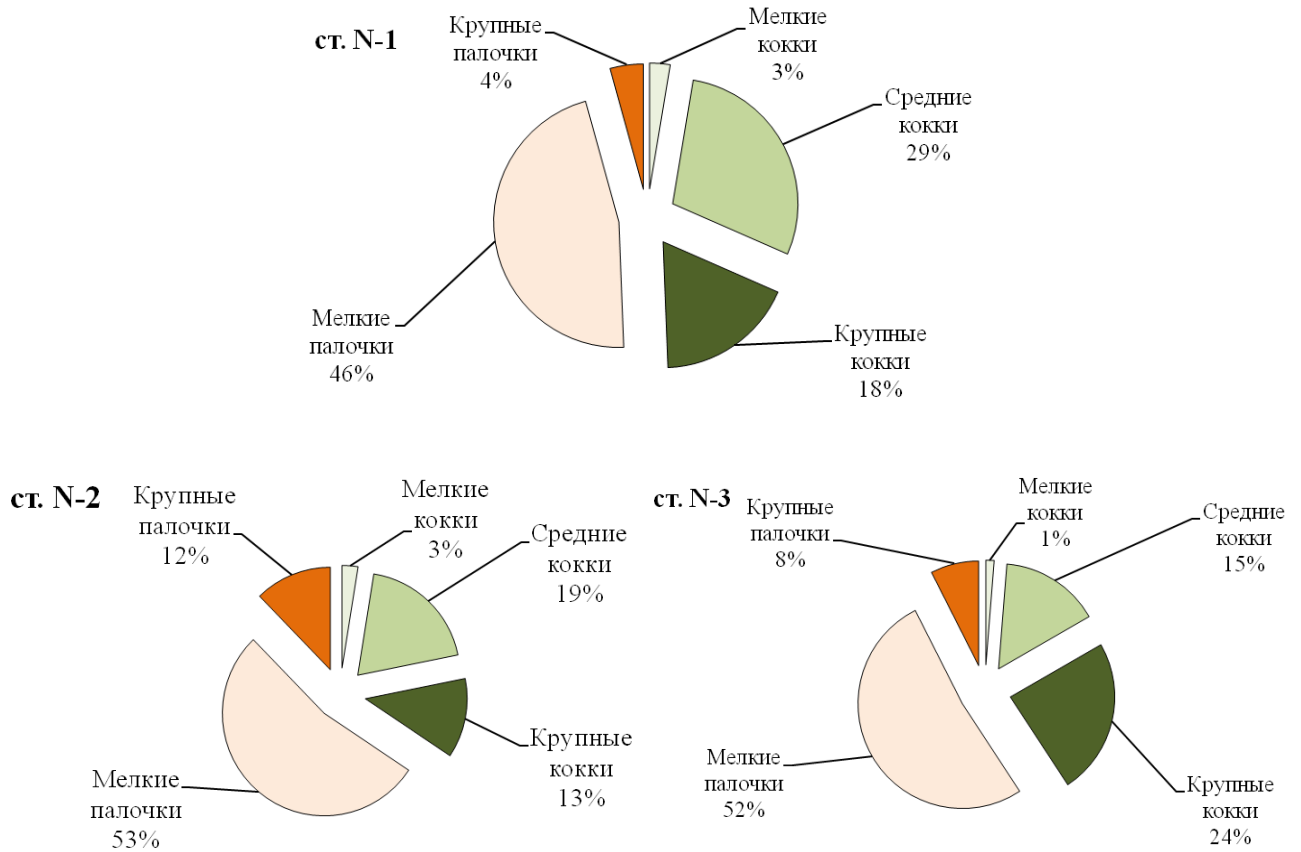 ст. N-1
Крупные
палочки
4%
Мелкие
кокки
3%
Средние
кокки
29%
Крупные
кокки
18%
Мелкие
палочки
46%
ст. N-2
Крупные
палочки
12%
Мелкие
кокки
3%
Средние
кокки
19%
Крупные
кокки
13%
Мелкие
палочки
53%
ст. N-3
Крупные
палочки
8%
Мелкие
кокки
1%
Средние
кокки
15%
Крупные
кокки
24%
Мелкие
палочки
52%